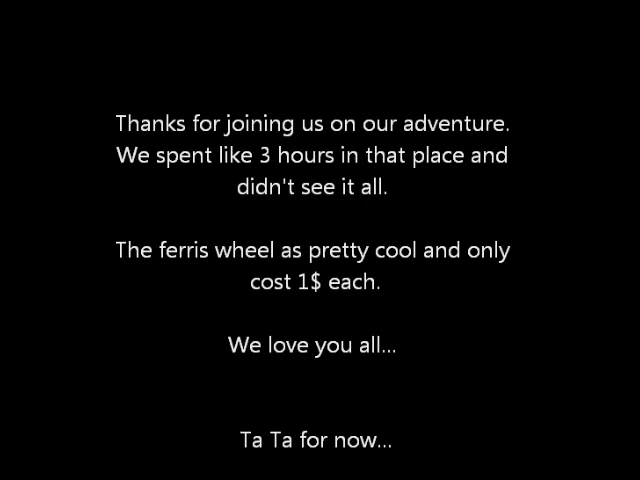 Thanks for joining us on our adventure.
We spent like 3 hours in that place and
didn't see it all.
The ferris wheel as pretty cool and only
cost 1$ each.
We love you all...
Ta Ta for now...